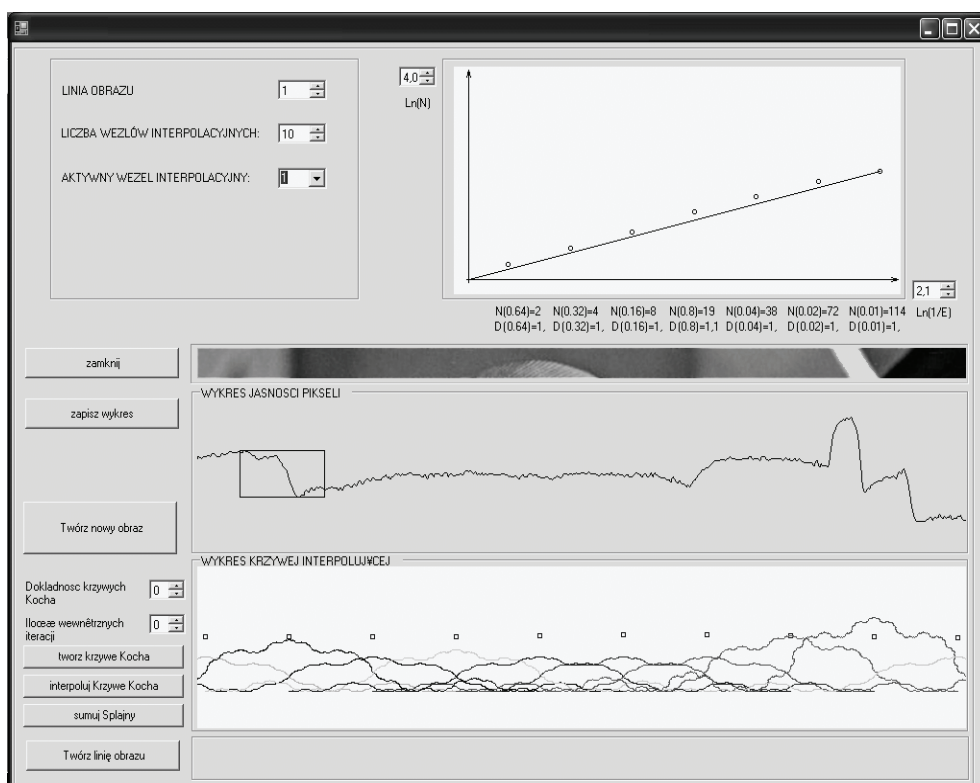 LINIA OBRAZU
1
LICZBA WEZLÓW INTERPOLACYJNYCH:
10
AKTYWNY WEZEL INTERPOLACYJNY:
1
4,0
Ln(N)
2,1
Ln(1/E)
N(0.64)=2 N(0.32)=4 N(0.16)=8 N(0.8)=19 N(0.04)=38 N(0.02)=72 N(0.01)=114
D(0.64)=1, D(0.32)=1, D(0.16)=1, D(0.8)=1,1 D(0.04)=1, D(0.02)=1, D(0.01)=1,
zamknij
zapisz wykres
WYKRES JASNOSCI PIKSELI
Twórz nowy obraz
WYKRES KRZYWEJ INTERPOLUJ¥CEJ
Dokladnosc krzywych
Kocha
0
Iloœæ wewnêtrznych
iteracji
0
tworz krzywe Kocha
interpoluj Krzywe Kocha
sumuj Splajny
Twórz linię obrazu